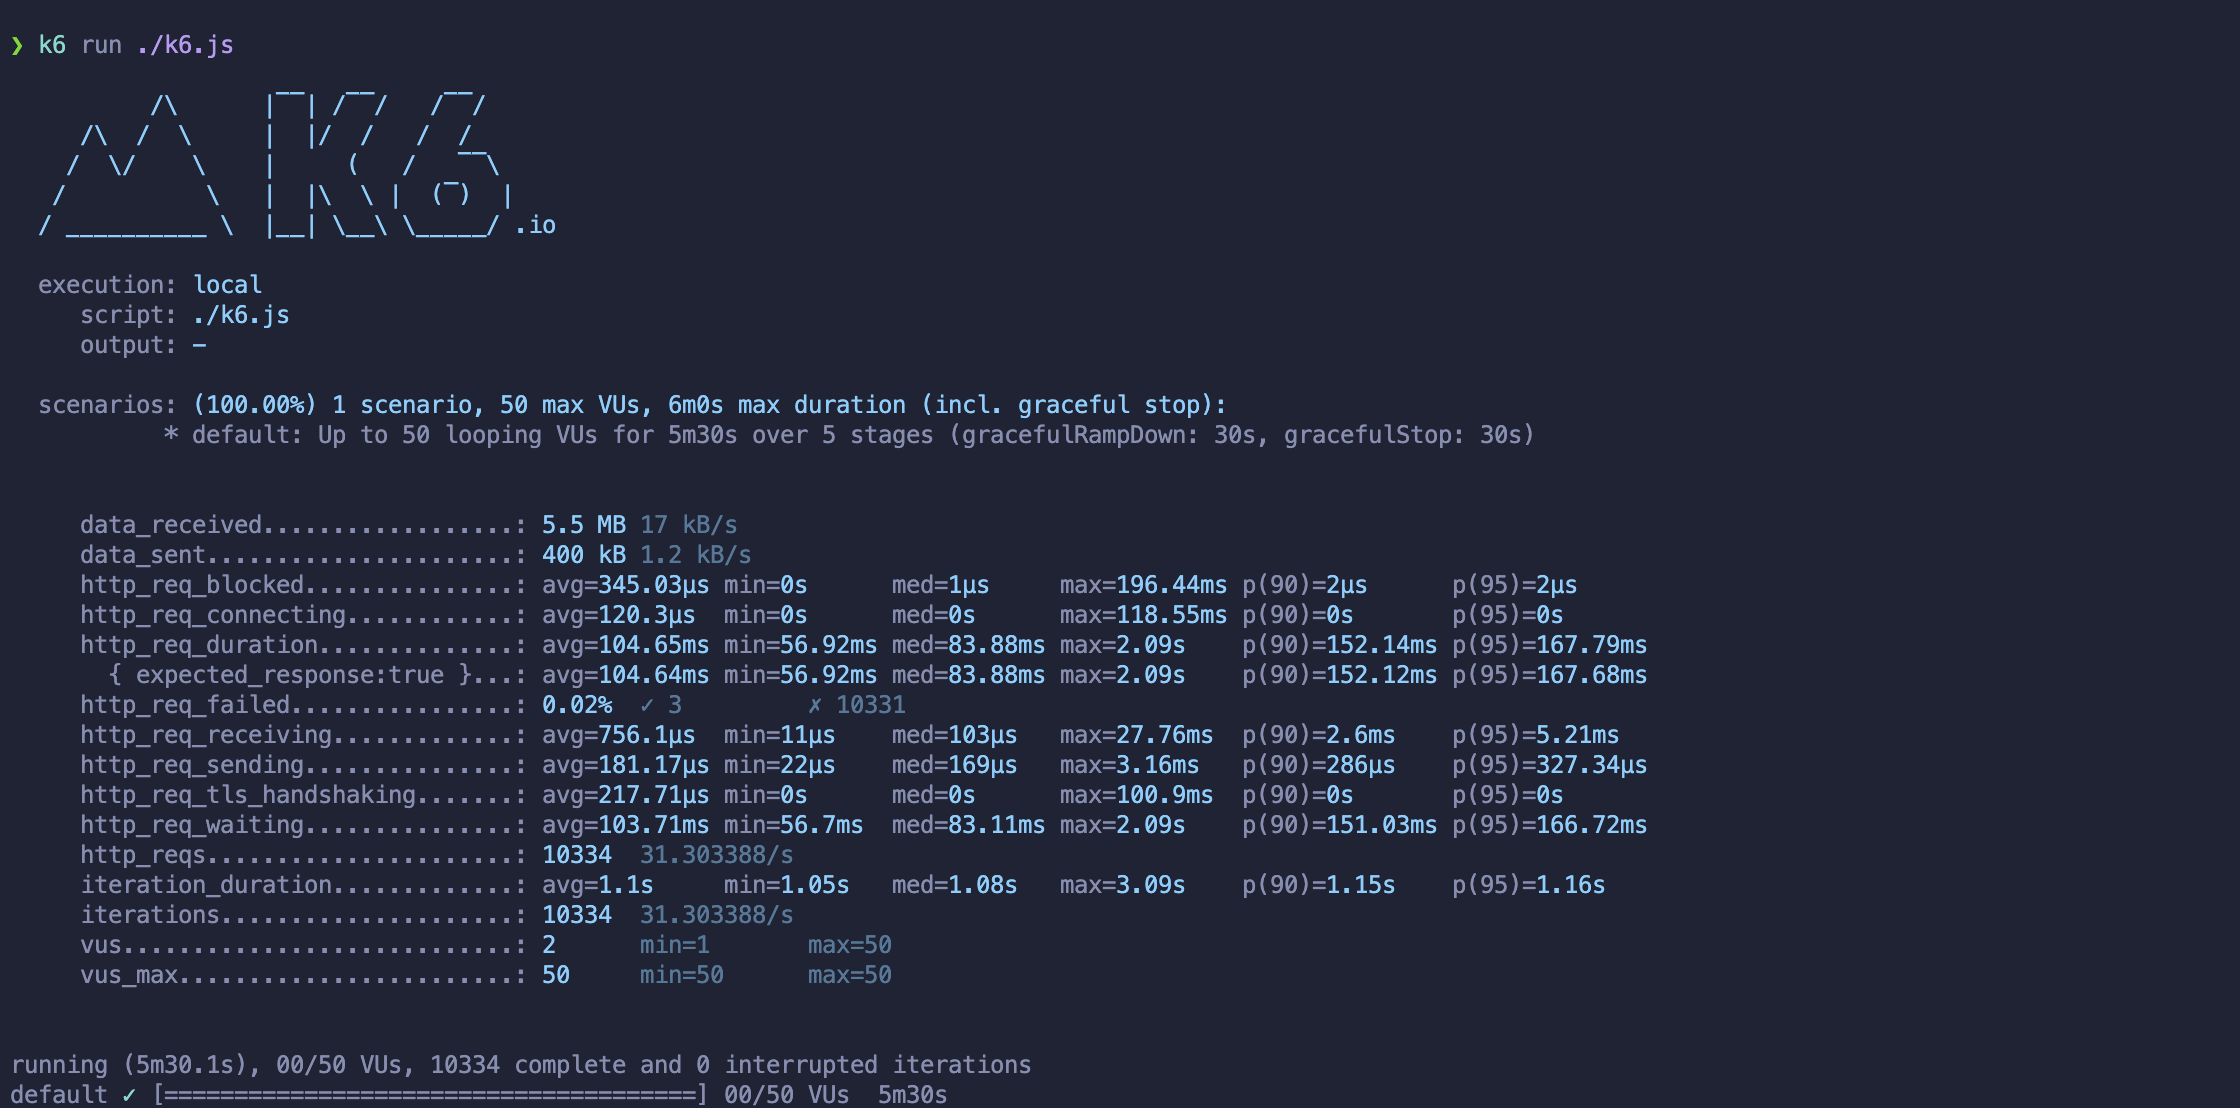 ❯ k6 run ./k6.js
          /\      |‾‾| /‾‾/   /‾‾/
     /\  /  \     |  |/  /   /  /
    /  \/    \    |     (   /   ‾‾\
   /          \   |  |\  \ |  (‾)  |
  / __________ \  |__| \__\ \_____/ .io
  execution: local
     script: ./k6.js
     output: -
  scenarios: (100.00%) 1 scenario, 50 max VUs, 6m0s max duration (incl. graceful stop):
           * default: Up to 50 looping VUs for 5m30s over 5 stages (gracefulRampDown: 30s, gracefulStop: 30s)
     data_received..................: 5.5 MB 17 kB/s
     data_sent......................: 400 kB 1.2 kB/s
     http_req_blocked...............: avg=345.03µs min=0s      med=1µs     max=196.44ms p(90)=2µs      p(95)=2µs
     http_req_connecting............: avg=120.3µs  min=0s      med=0s      max=118.55ms p(90)=0s       p(95)=0s
     http_req_duration..............: avg=104.65ms min=56.92ms med=83.88ms max=2.09s    p(90)=152.14ms p(95)=167.79ms
       { expected_response:true }...: avg=104.64ms min=56.92ms med=83.88ms max=2.09s    p(90)=152.12ms p(95)=167.68ms
     http_req_failed................: 0.02%  ✓ 3         ✗ 10331
     http_req_receiving.............: avg=756.1µs  min=11µs    med=103µs   max=27.76ms  p(90)=2.6ms    p(95)=5.21ms
     http_req_sending...............: avg=181.17µs min=22µs    med=169µs   max=3.16ms   p(90)=286µs    p(95)=327.34µs
     http_req_tls_handshaking.......: avg=217.71µs min=0s      med=0s      max=100.9ms  p(90)=0s       p(95)=0s
     http_req_waiting...............: avg=103.71ms min=56.7ms  med=83.11ms max=2.09s    p(90)=151.03ms p(95)=166.72ms
     http_reqs......................: 10334  31.303388/s
     iteration_duration.............: avg=1.1s     min=1.05s   med=1.08s   max=3.09s    p(90)=1.15s    p(95)=1.16s
     iterations.....................: 10334  31.303388/s
     vus............................: 2      min=1       max=50
     vus_max........................: 50     min=50      max=50
running (5m30.1s), 00/50 VUs, 10334 complete and 0 interrupted iterations
default ✓ [======================================] 00/50 VUs  5m30s